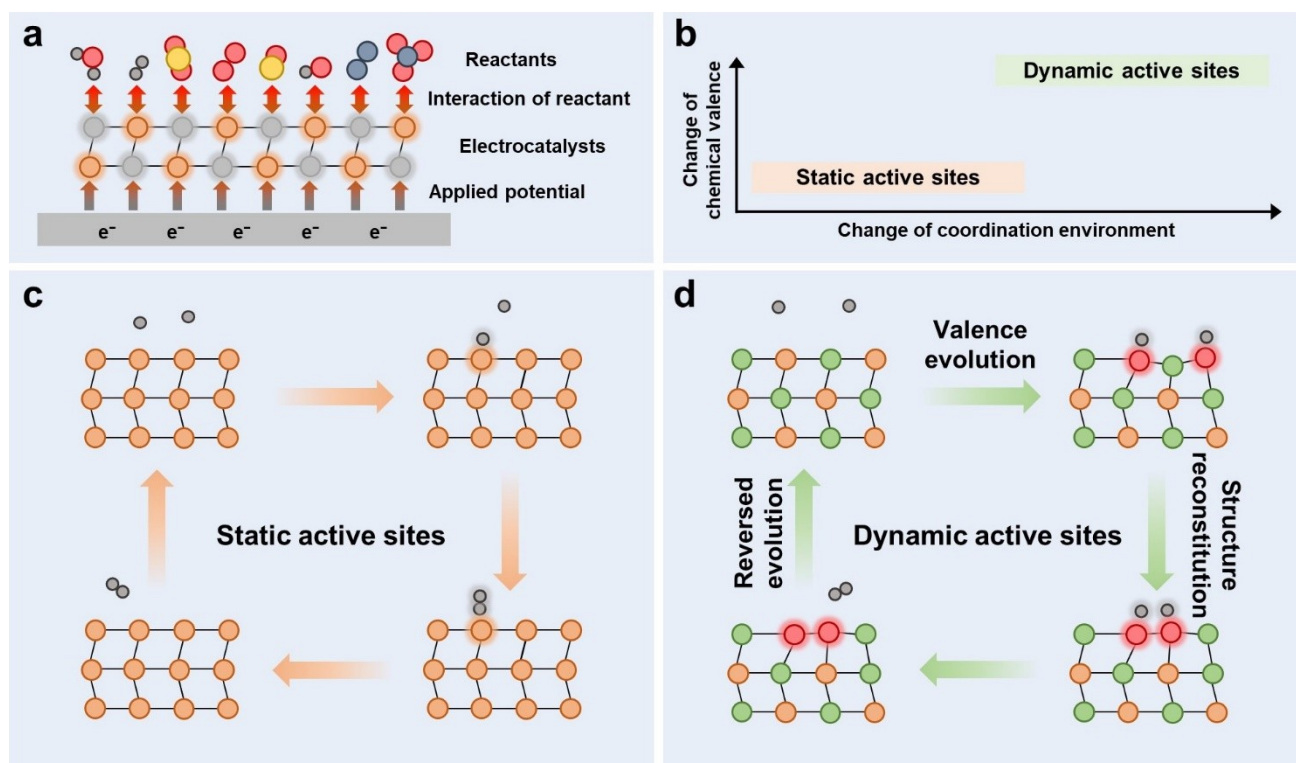 a
Reactants
Interaction of reactant
Electrocatalysts
Applied potential
e⁻ e⁻ e⁻ e⁻ e⁻
b
Dynamic active sites
Static active sites
Change of
chemical valence
Change of coordination environment
c
Static active sites
d
Valence
evolution
Structure
reconstitution
Dynamic active sites
Reversed
evolution